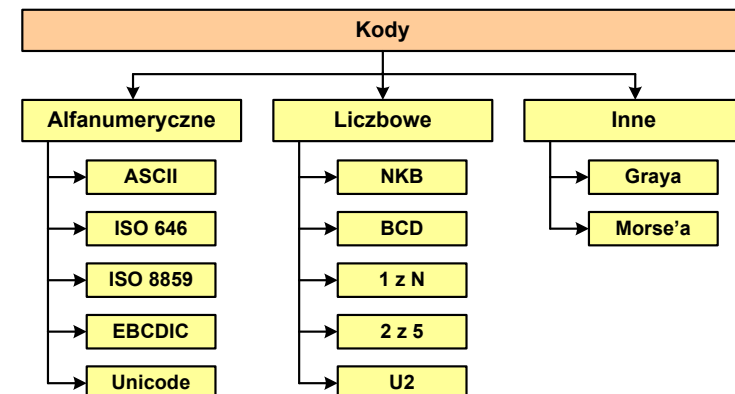 Kody
Alfanumeryczne
ASCII
ISO 646
ISO 8859
EBCDIC
Unicode
Liczbowe
NKB
BCD
1 z N
2 z 5
U2
Inne
Graya
Morse’a